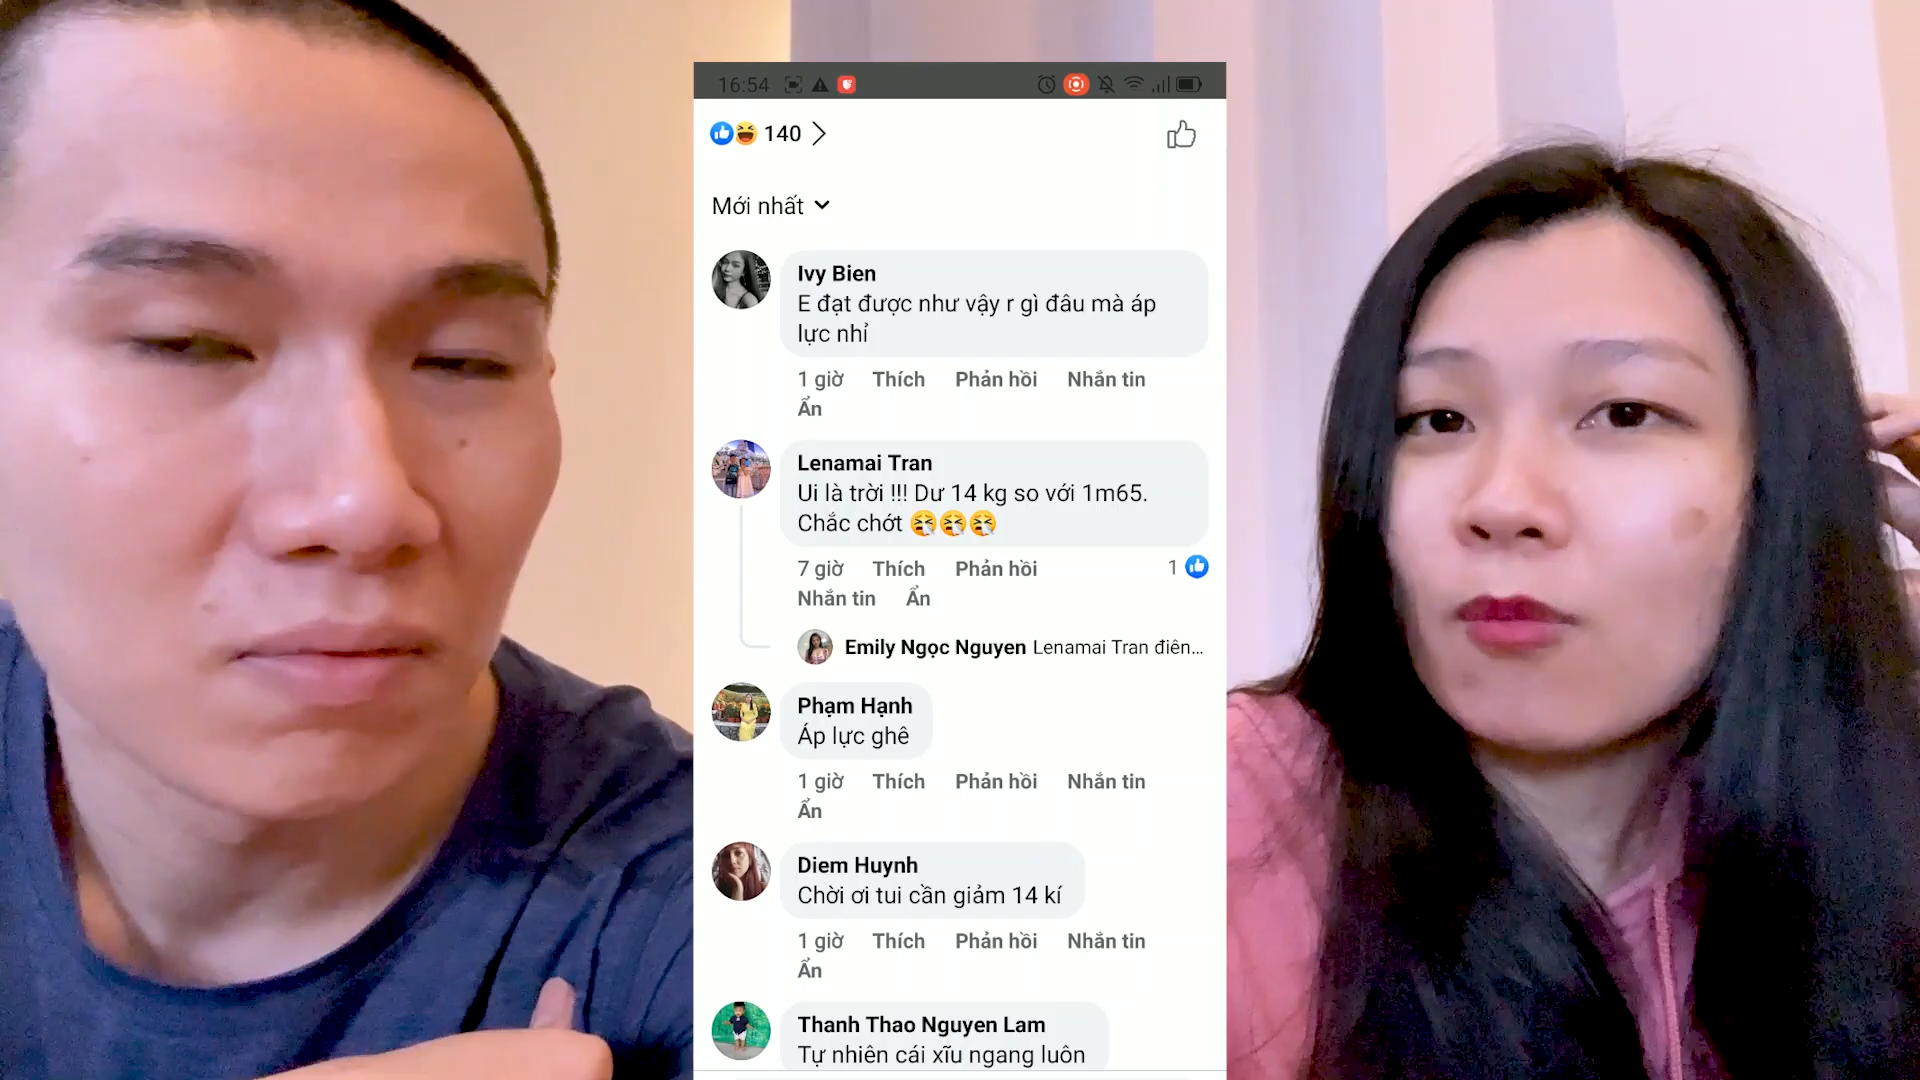 16:54
140
Mới nhất
Ivy Bien
E đạt được như vậy r gì đâu mà áp
lực nhỉ
1 giờ Thích Phản hồi Nhắn tin
Ẩn
Lenamai Tran
Ui là trời !!! Dư 14 kg so với 1m65.
Chắc chớt 🤧🤧🤧
7 giờ Thích Phản hồi 1
Nhắn tin Ẩn
Emily Ngọc Nguyen Lenamai Tran điên...
Phạm Hạnh
Áp lực ghê
1 giờ Thích Phản hồi Nhắn tin
Ẩn
Diem Huynh
Chời ơi tui cần giảm 14 kí
1 giờ Thích Phản hồi Nhắn tin
Ẩn
Thanh Thao Nguyen Lam
Tự nhiên cái xĩu ngang luôn